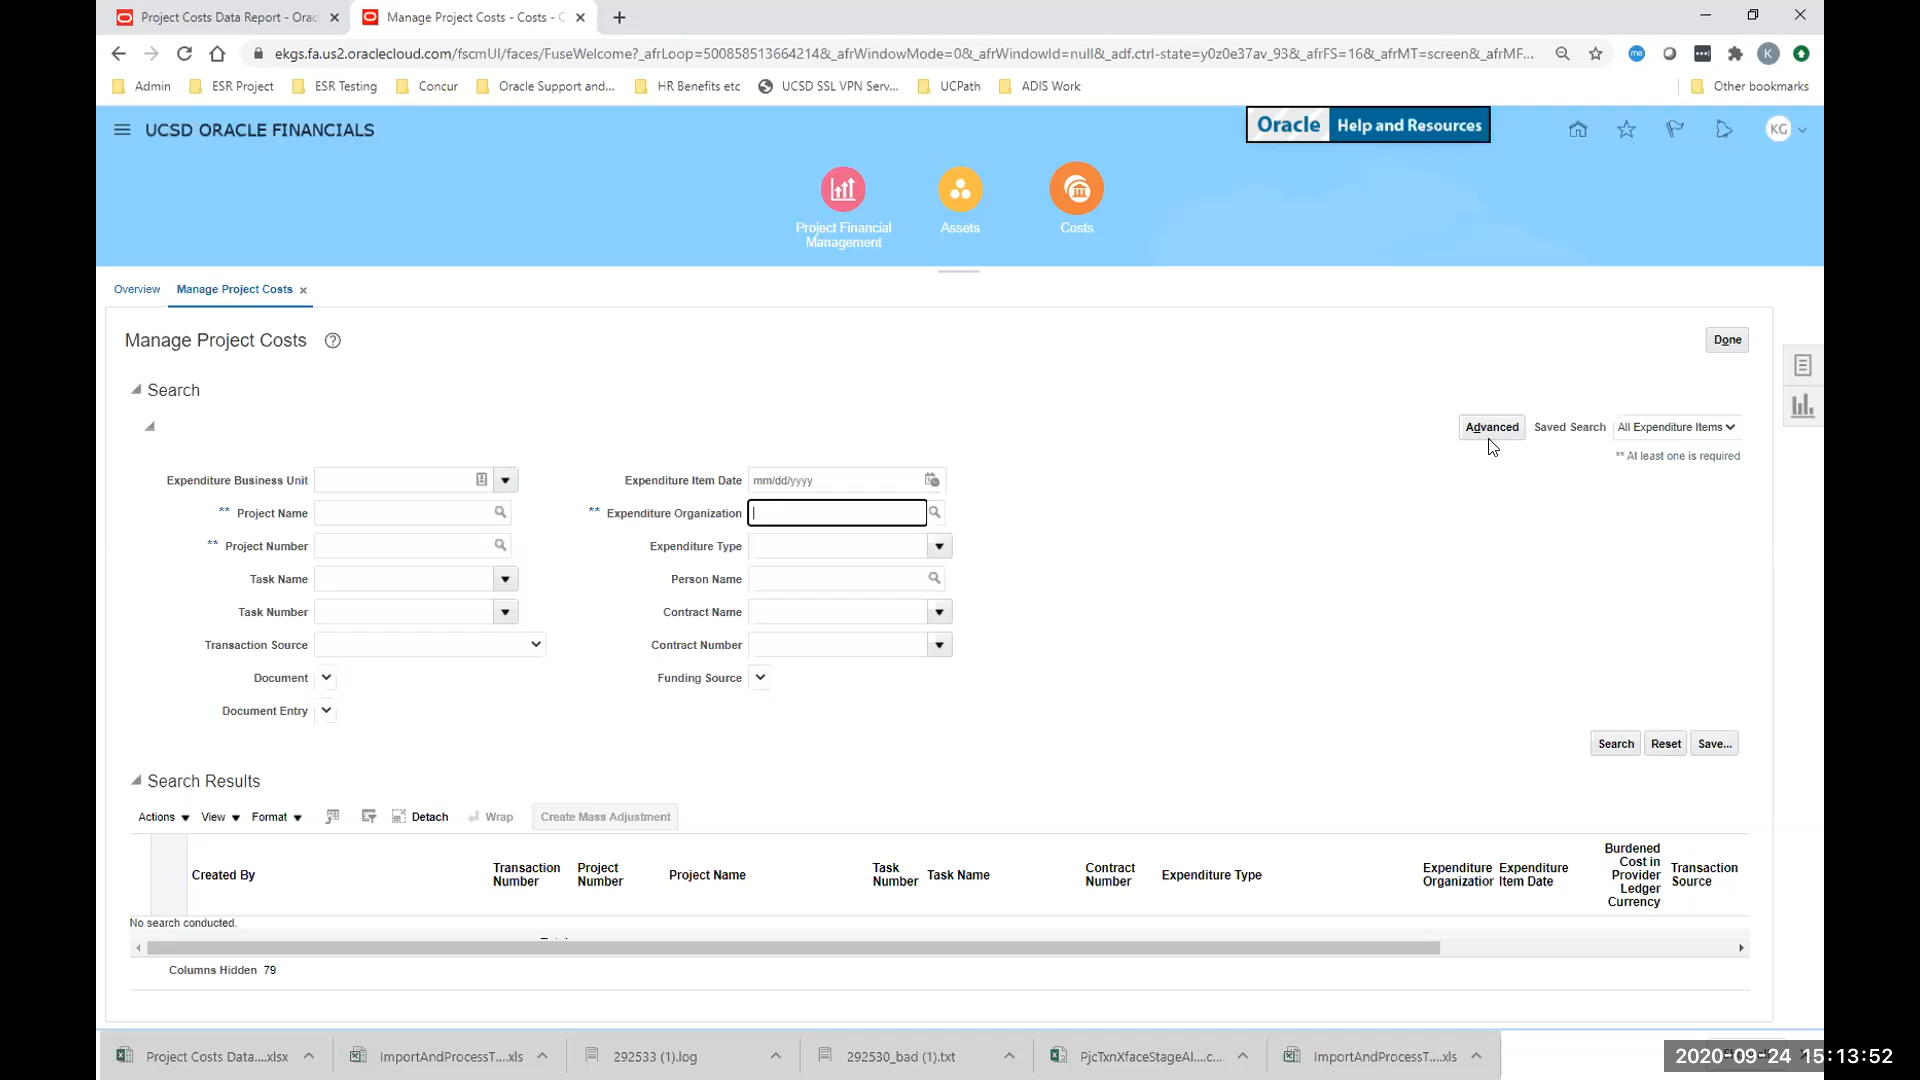 Project Costs Data Report - Orac
Manage Project Costs - Costs - C
ekgs.fa.us2.oraclecloud.com/fscmUI/faces/FuseWelcome?_afrLoop=50085851366421​4&_afrWindowMode=0&_afrWindowId=null&_adf.ctrl-state=y0z0e37av_93&_afrFS=16&_afrMT=screen&_afrMF...
K
Admin
ESR Project
ESR Testing
Concur
Oracle Support and...
HR Benefits etc
UCSD SSL VPN Serv...
UCPath
ADIS Work
Other bookmarks
UCSD ORACLE FINANCIALS
Oracle Help and Resources
KG
Project Financial
Management
Assets
Costs
Overview
Manage Project Costs
Manage Project Costs
Done
Search
Advanced
Saved Search
All Expenditure Items
** At least one is required
Expenditure Business Unit
Expenditure Item Date mm/dd/yyyy
** Project Name
** Expenditure Organization
** Project Number
Expenditure Type
Task Name
Person Name
Task Number
Contract Name
Transaction Source
Contract Number
Document
Funding Source
Document Entry
Search
Reset
Save...
Search Results
Actions
View
Format
Detach
Wrap
Create Mass Adjustment
Created By
Transaction
Number
Project
Number
Project Name
Task
Number
Task Name
Contract
Number
Expenditure Type
Expenditure
Organization
Expenditure
Item Date
Burdened
Cost in
Provider
Ledger
Currency
Transaction
Source
No search conducted.
Columns Hidden 79
Project Costs Data....xlsx
ImportAndProcessT....xls
292533 (1).log
292530_bad (1).txt
PjcTxnXfaceStageAl....c...
ImportAndProcessT....xls
2020-09-24 15:13:52